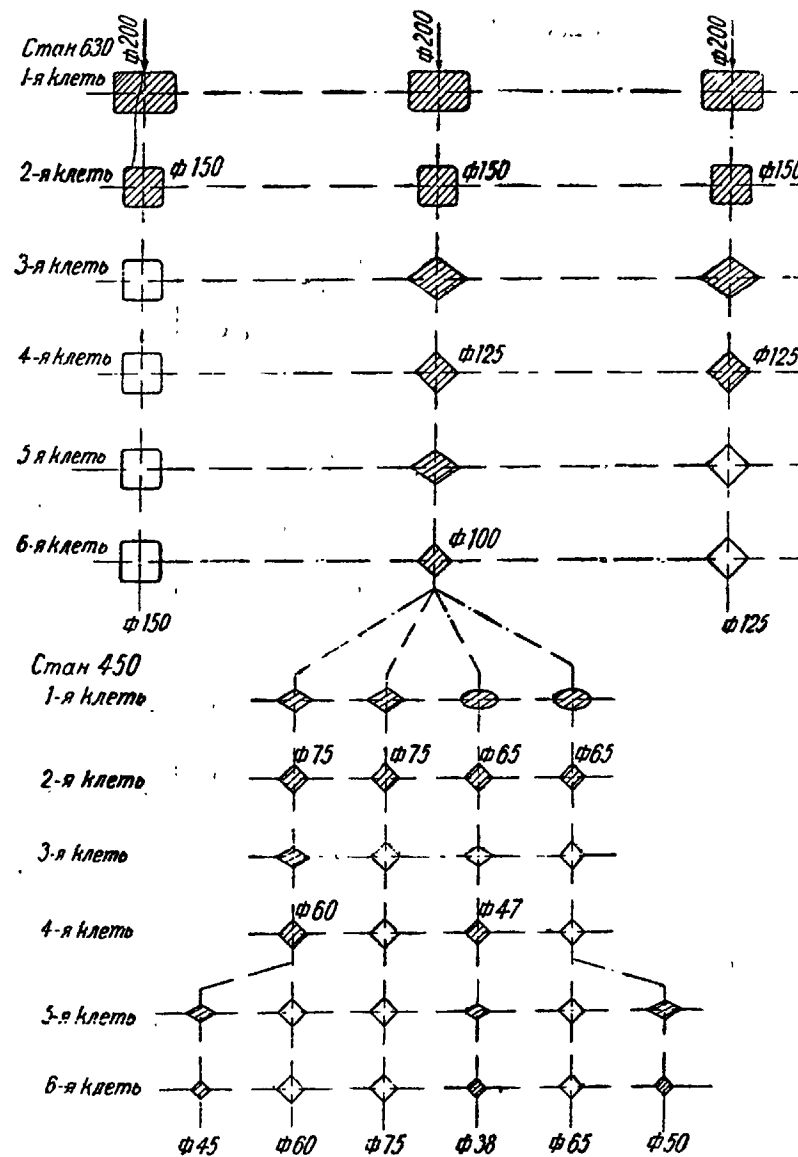 Стан 630
ф200 ф200 ф200
1-я клеть
2-я клеть ф150 ф150 ф150
3-я клеть
4-я клеть ф125 ф125
5 я клеть
6-я клеть ф100
ф150 ф125
Стан 450
1-я клеть
ф75 ф75 ф65 ф65
2-я клеть
3-я клеть
ф60 ф47
4-я клеть
5-я клеть
6-я клеть
ф45 ф60 ф75 ф38 ф65 ф50